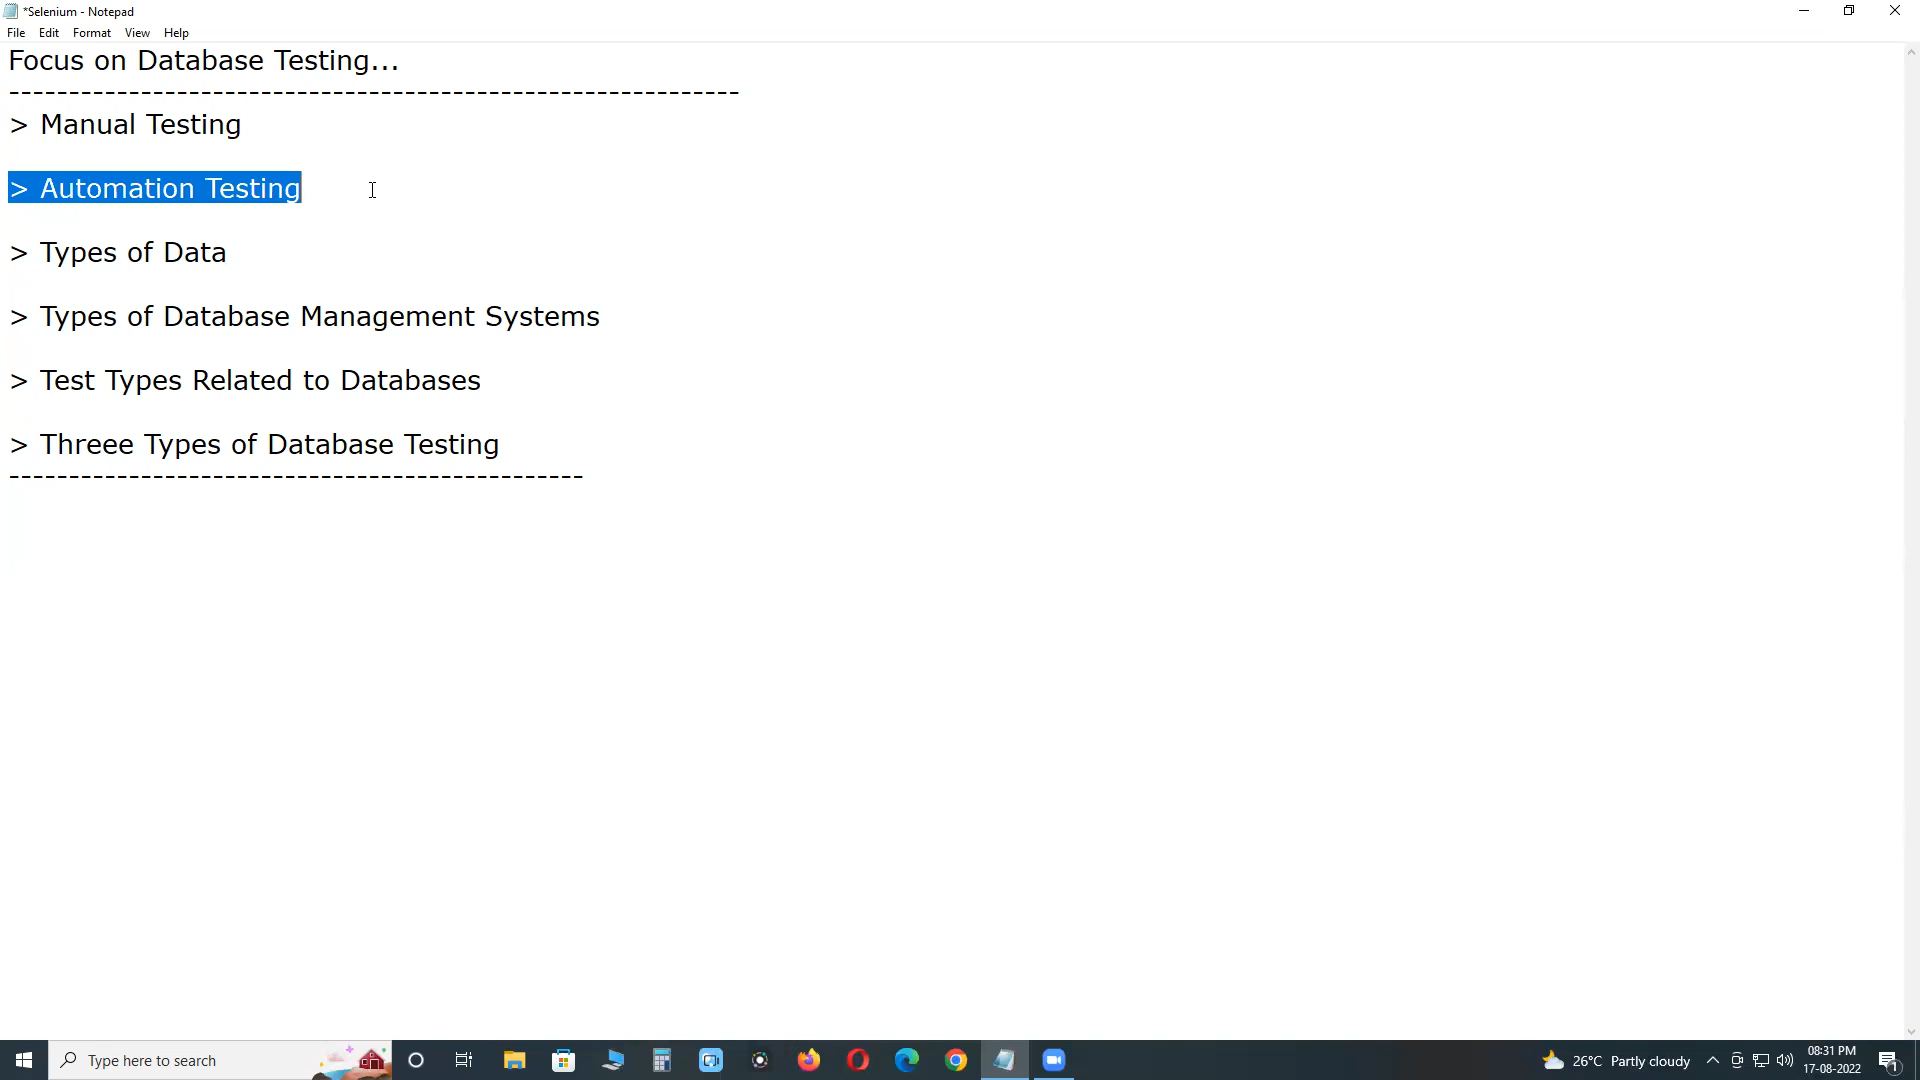 *Selenium - Notepad
File Edit Format View Help
Focus on Database Testing...
-------------------------------------------------------------
> Manual Testing
> Automation Testing
> Types of Data
> Types of Database Management Systems
> Test Types Related to Databases
> Threee Types of Database Testing
------------------------------------------------
Type here to search
26°C Partly cloudy
08:31 PM
17-08-2022
1